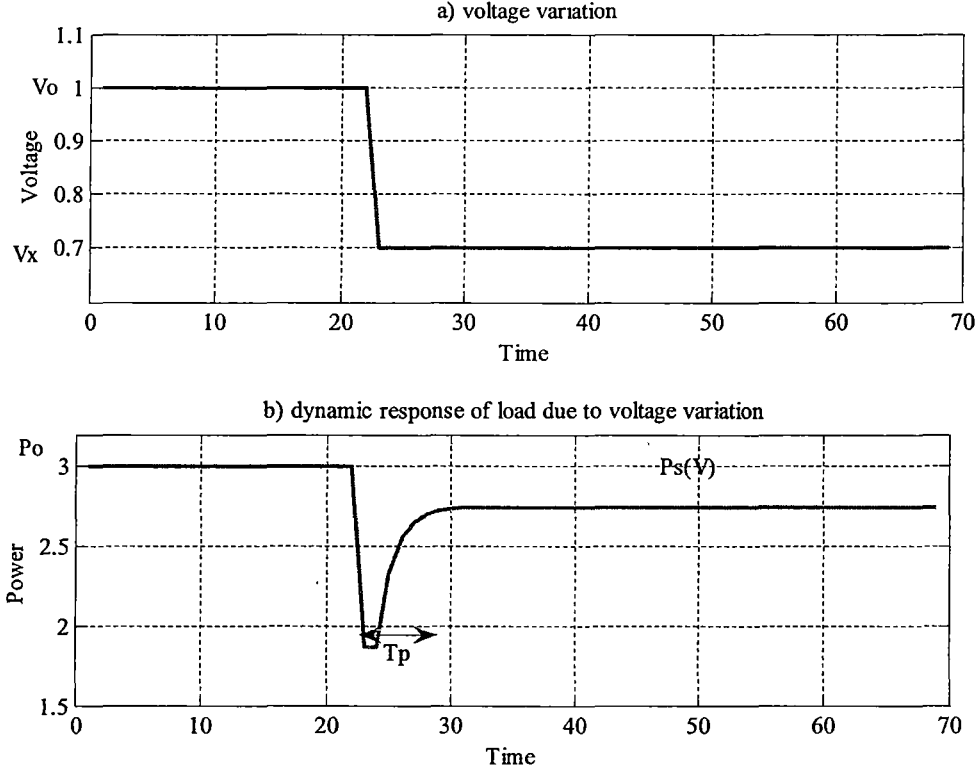 a) voltage variation
1.1
Vo 1
0.9
0.8
Vx 0.7
Voltage
0 10 20 30 40 50 60 70
Time
b) dynamic response of load due to voltage variation
Po
3
Ps(V)
2.5
2
Tp
1.5
Power
0 10 20 30 40 50 60 70
Time